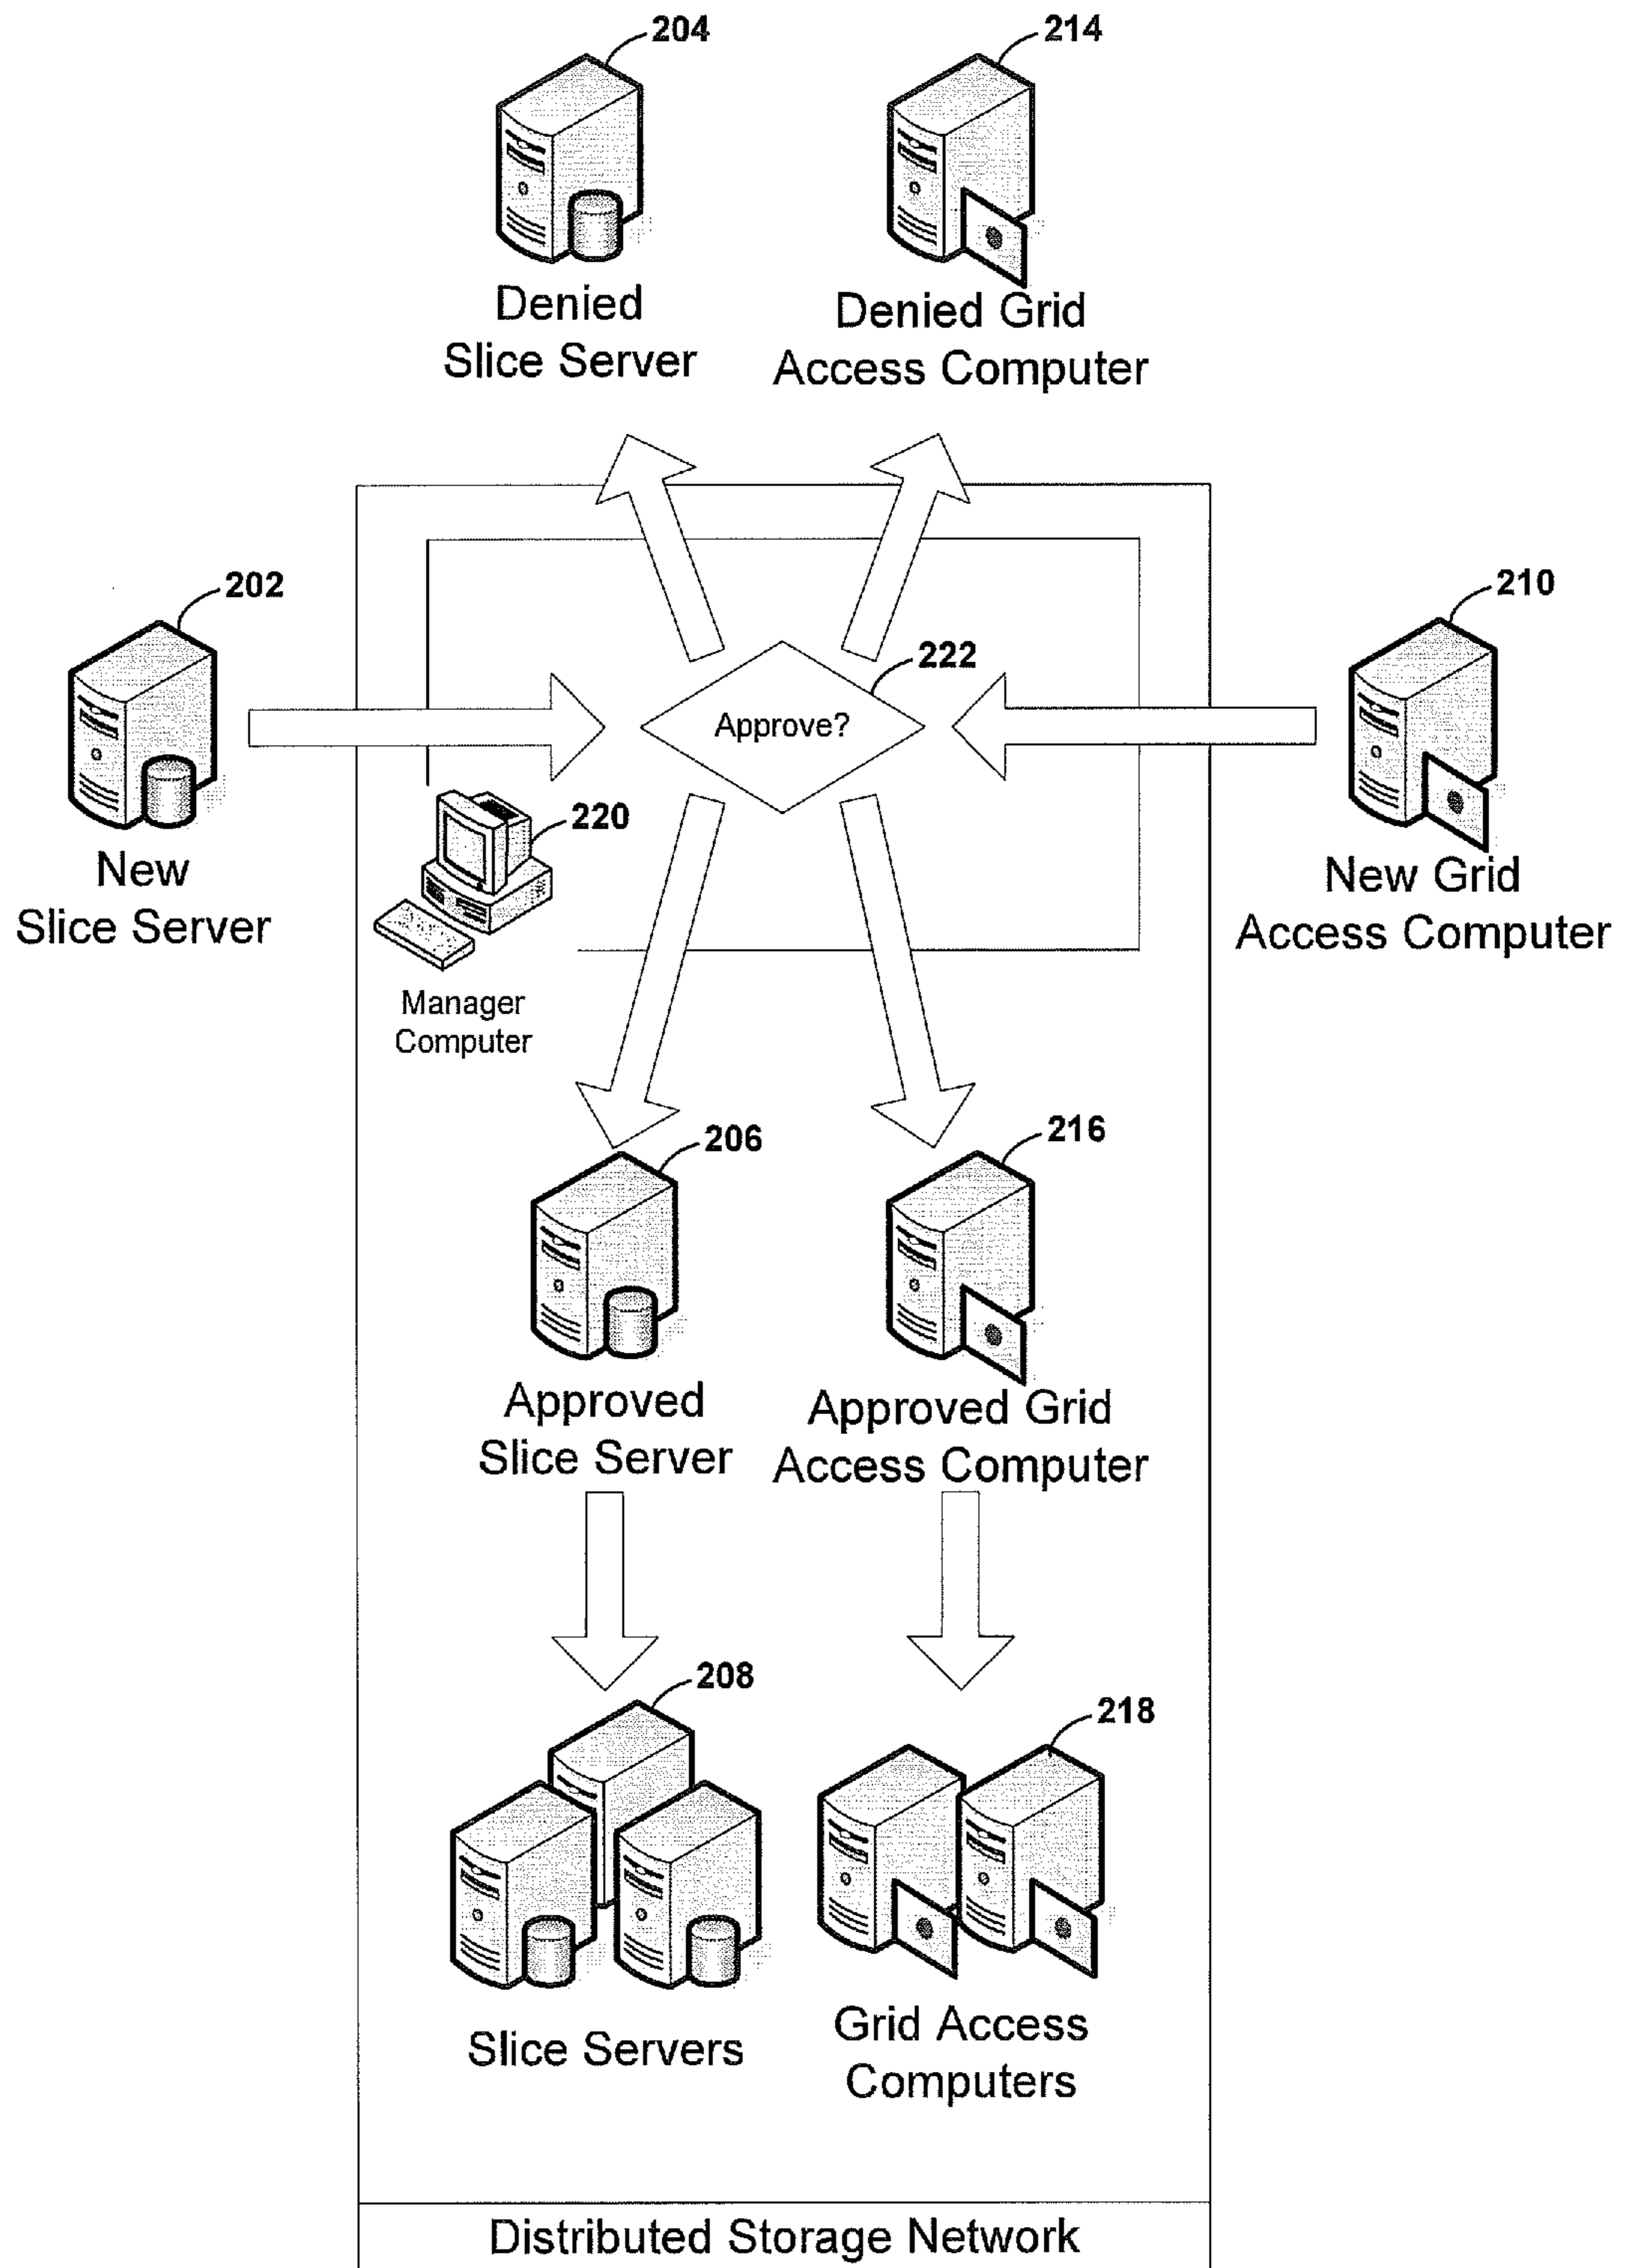 204
214
Denied
Slice Server
Denied Grid
Access Computer
202
210
222
Approve?
220
New
Slice Server
New Grid
Access Computer
Manager
Computer
206
216
Approved
Slice Server
Approved Grid
Access Computer
208
218
Slice Servers
Grid Access
Computers
Distributed Storage Network